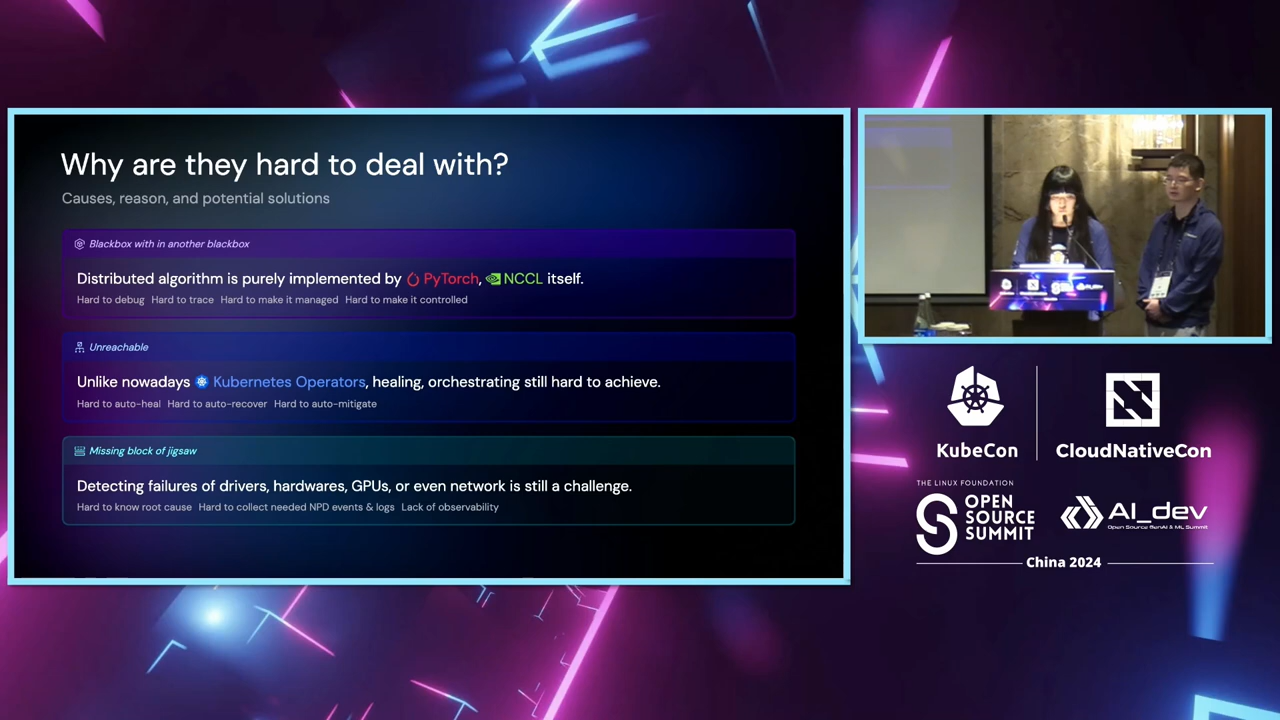 Why are they hard to deal with?
Causes, reason, and potential solutions
Blackbox with in another blackbox
Distributed algorithm is purely implemented by PyTorch, NCCL itself.
Hard to debug Hard to trace Hard to make it managed Hard to make it controlled
Unreachable
Unlike nowadays Kubernetes Operators, healing, orchestrating still hard to achieve.
Hard to auto-heal Hard to auto-recover Hard to auto-mitigate
Missing block of jigsaw
Detecting failures of drivers, hardwares, GPUs, or even network is still a challenge.
Hard to know root cause Hard to collect needed NPD events & logs Lack of observability
KubeCon
CloudNativeCon
THE LINUX FOUNDATION
OPEN
SOURCE
SUMMIT
AI_dev
Open Source GenAI & ML Summit
China 2024